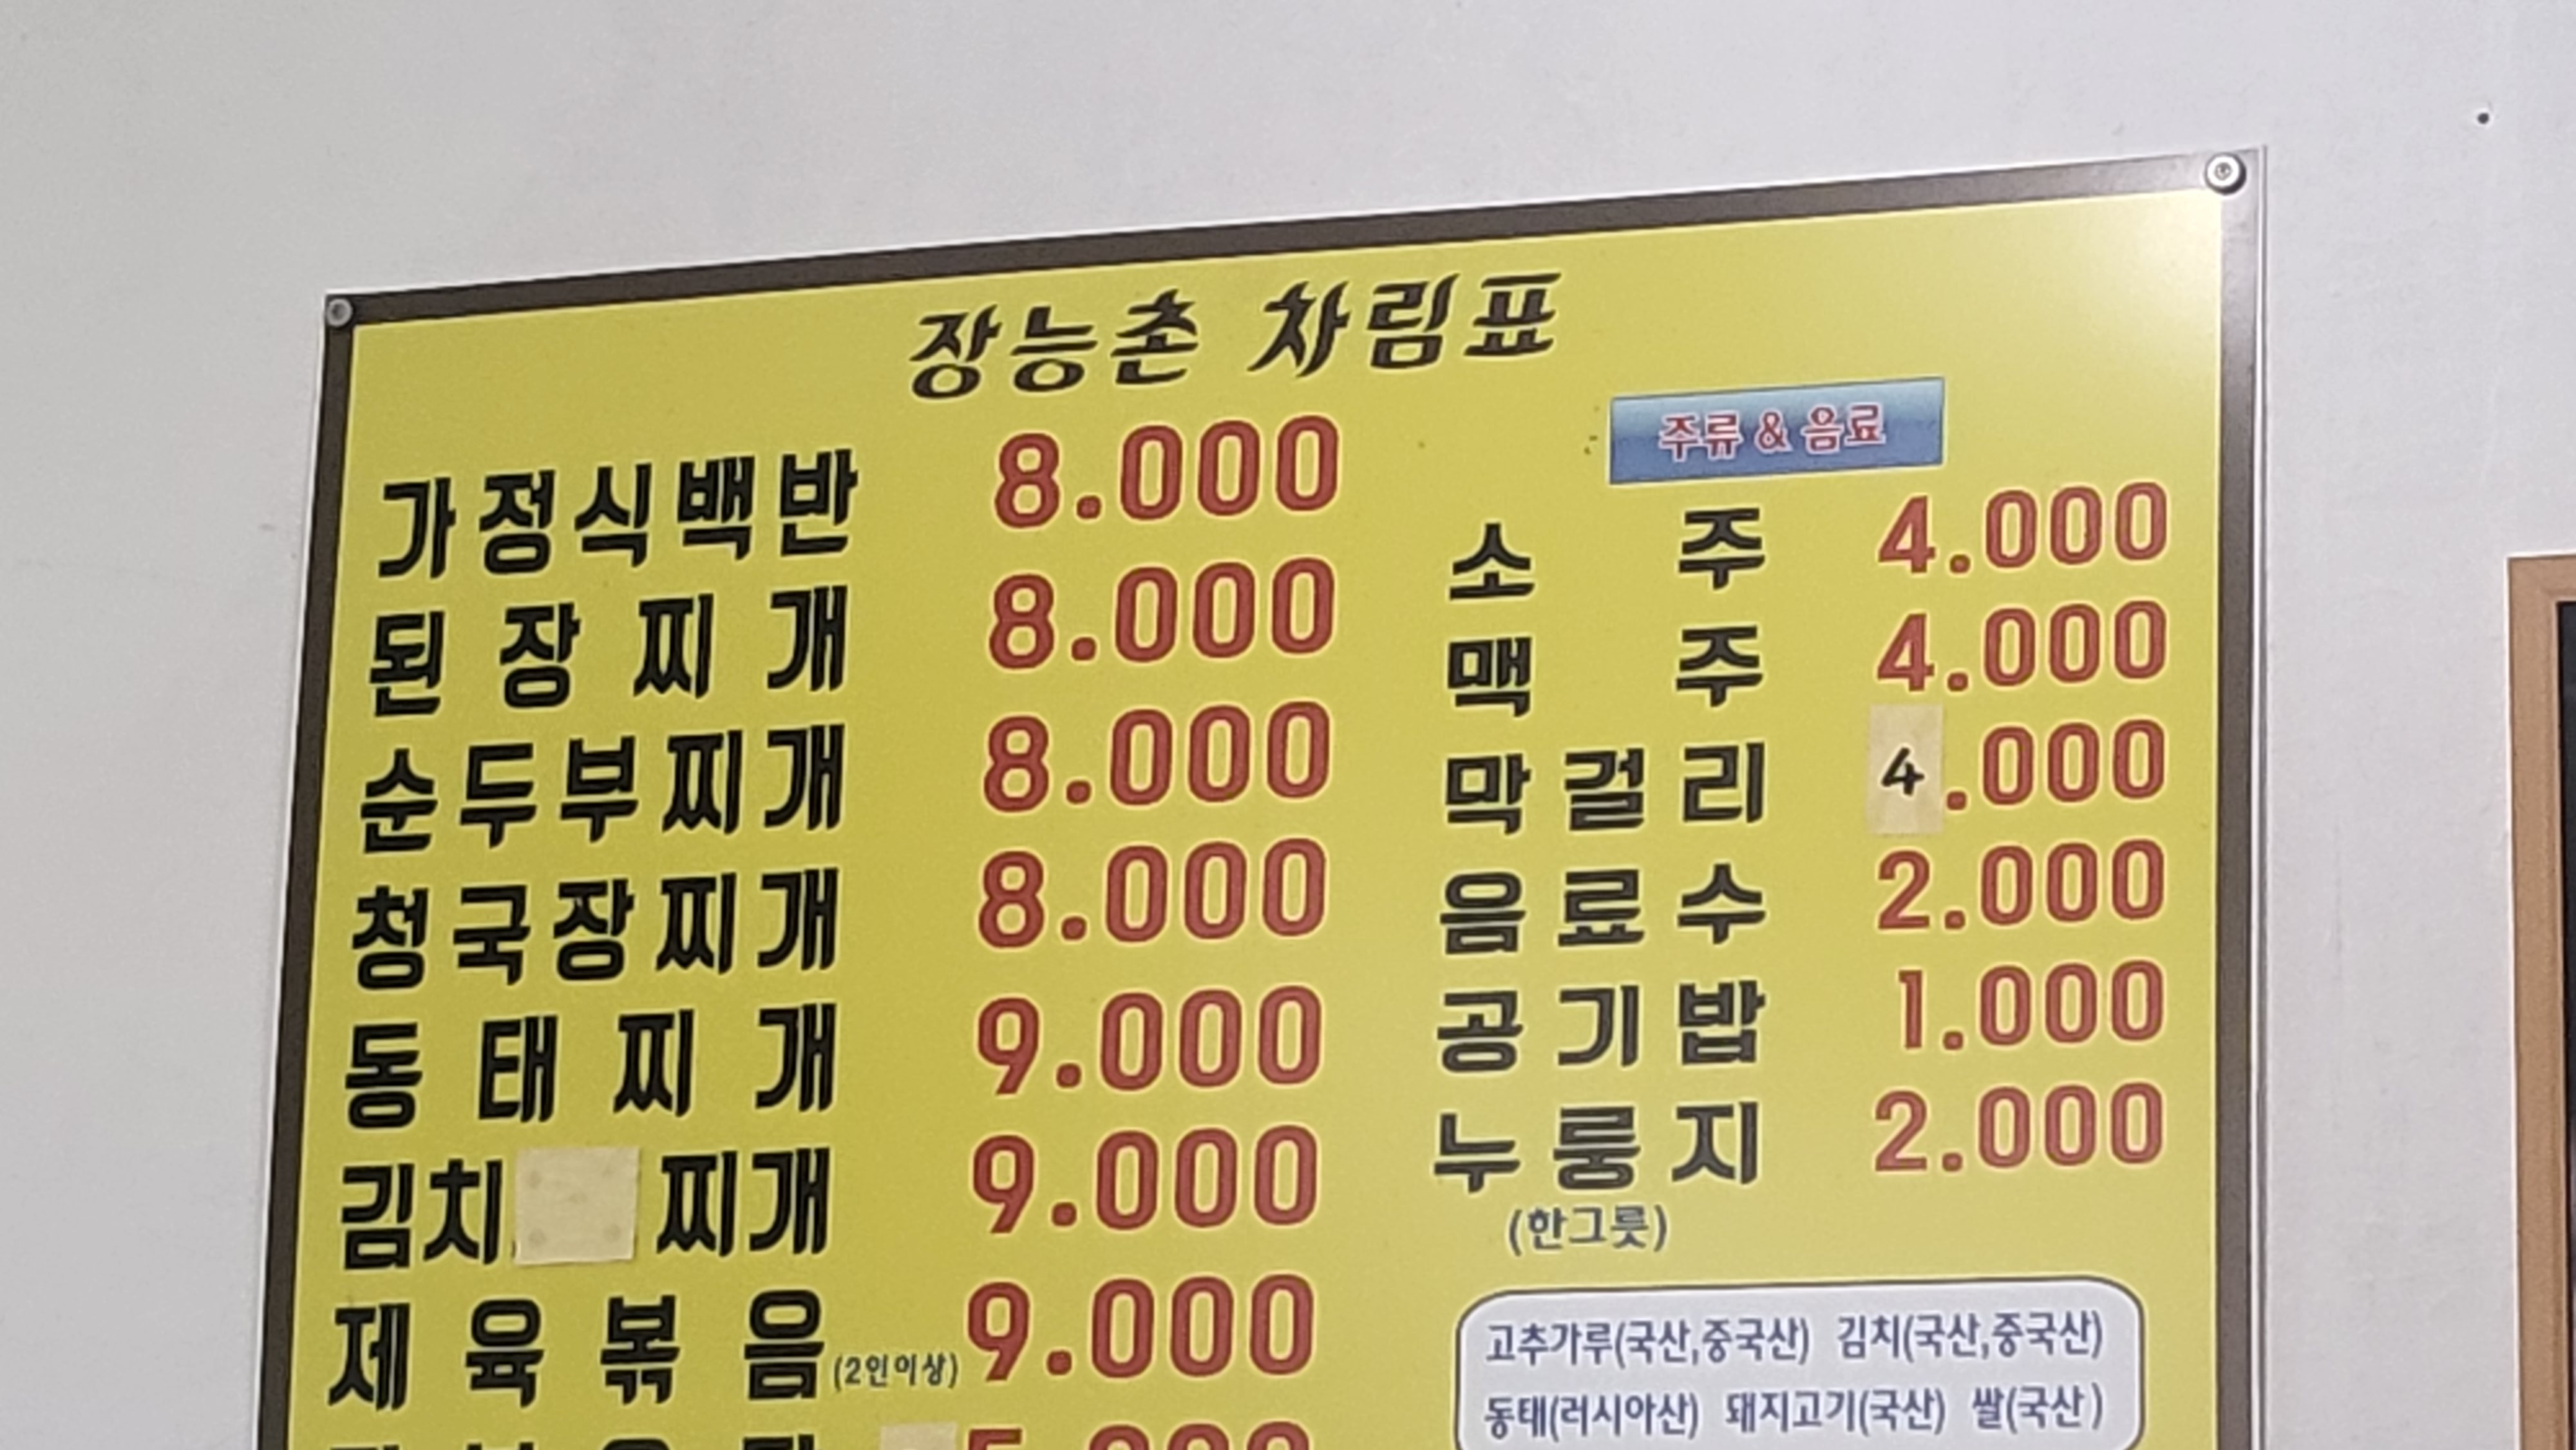 장능촌 차림표
가정식백반 8.000
된장찌개 8.000
순두부찌개 8.000
청국장찌개 8.000
동태찌개 9.000
김치 찌개 9.000
제육볶음(2인이상) 9.000
주류 & 음료
소주 4.000
맥주 4.000
막걸리 4.000
음료수 2.000
공기밥 1.000
누룽지 2.000
(한그릇)
고추가루(국산,중국산) 김치(국산,중국산)
동태(러시아산) 돼지고기(국산) 쌀(국산)